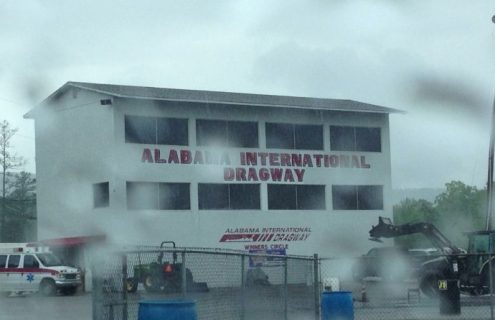 ALABAMA INTERNATIONAL
DRAGWAY
ALABAMA INTERNATIONAL
DRAGWAY
WINNERS CIRCLE